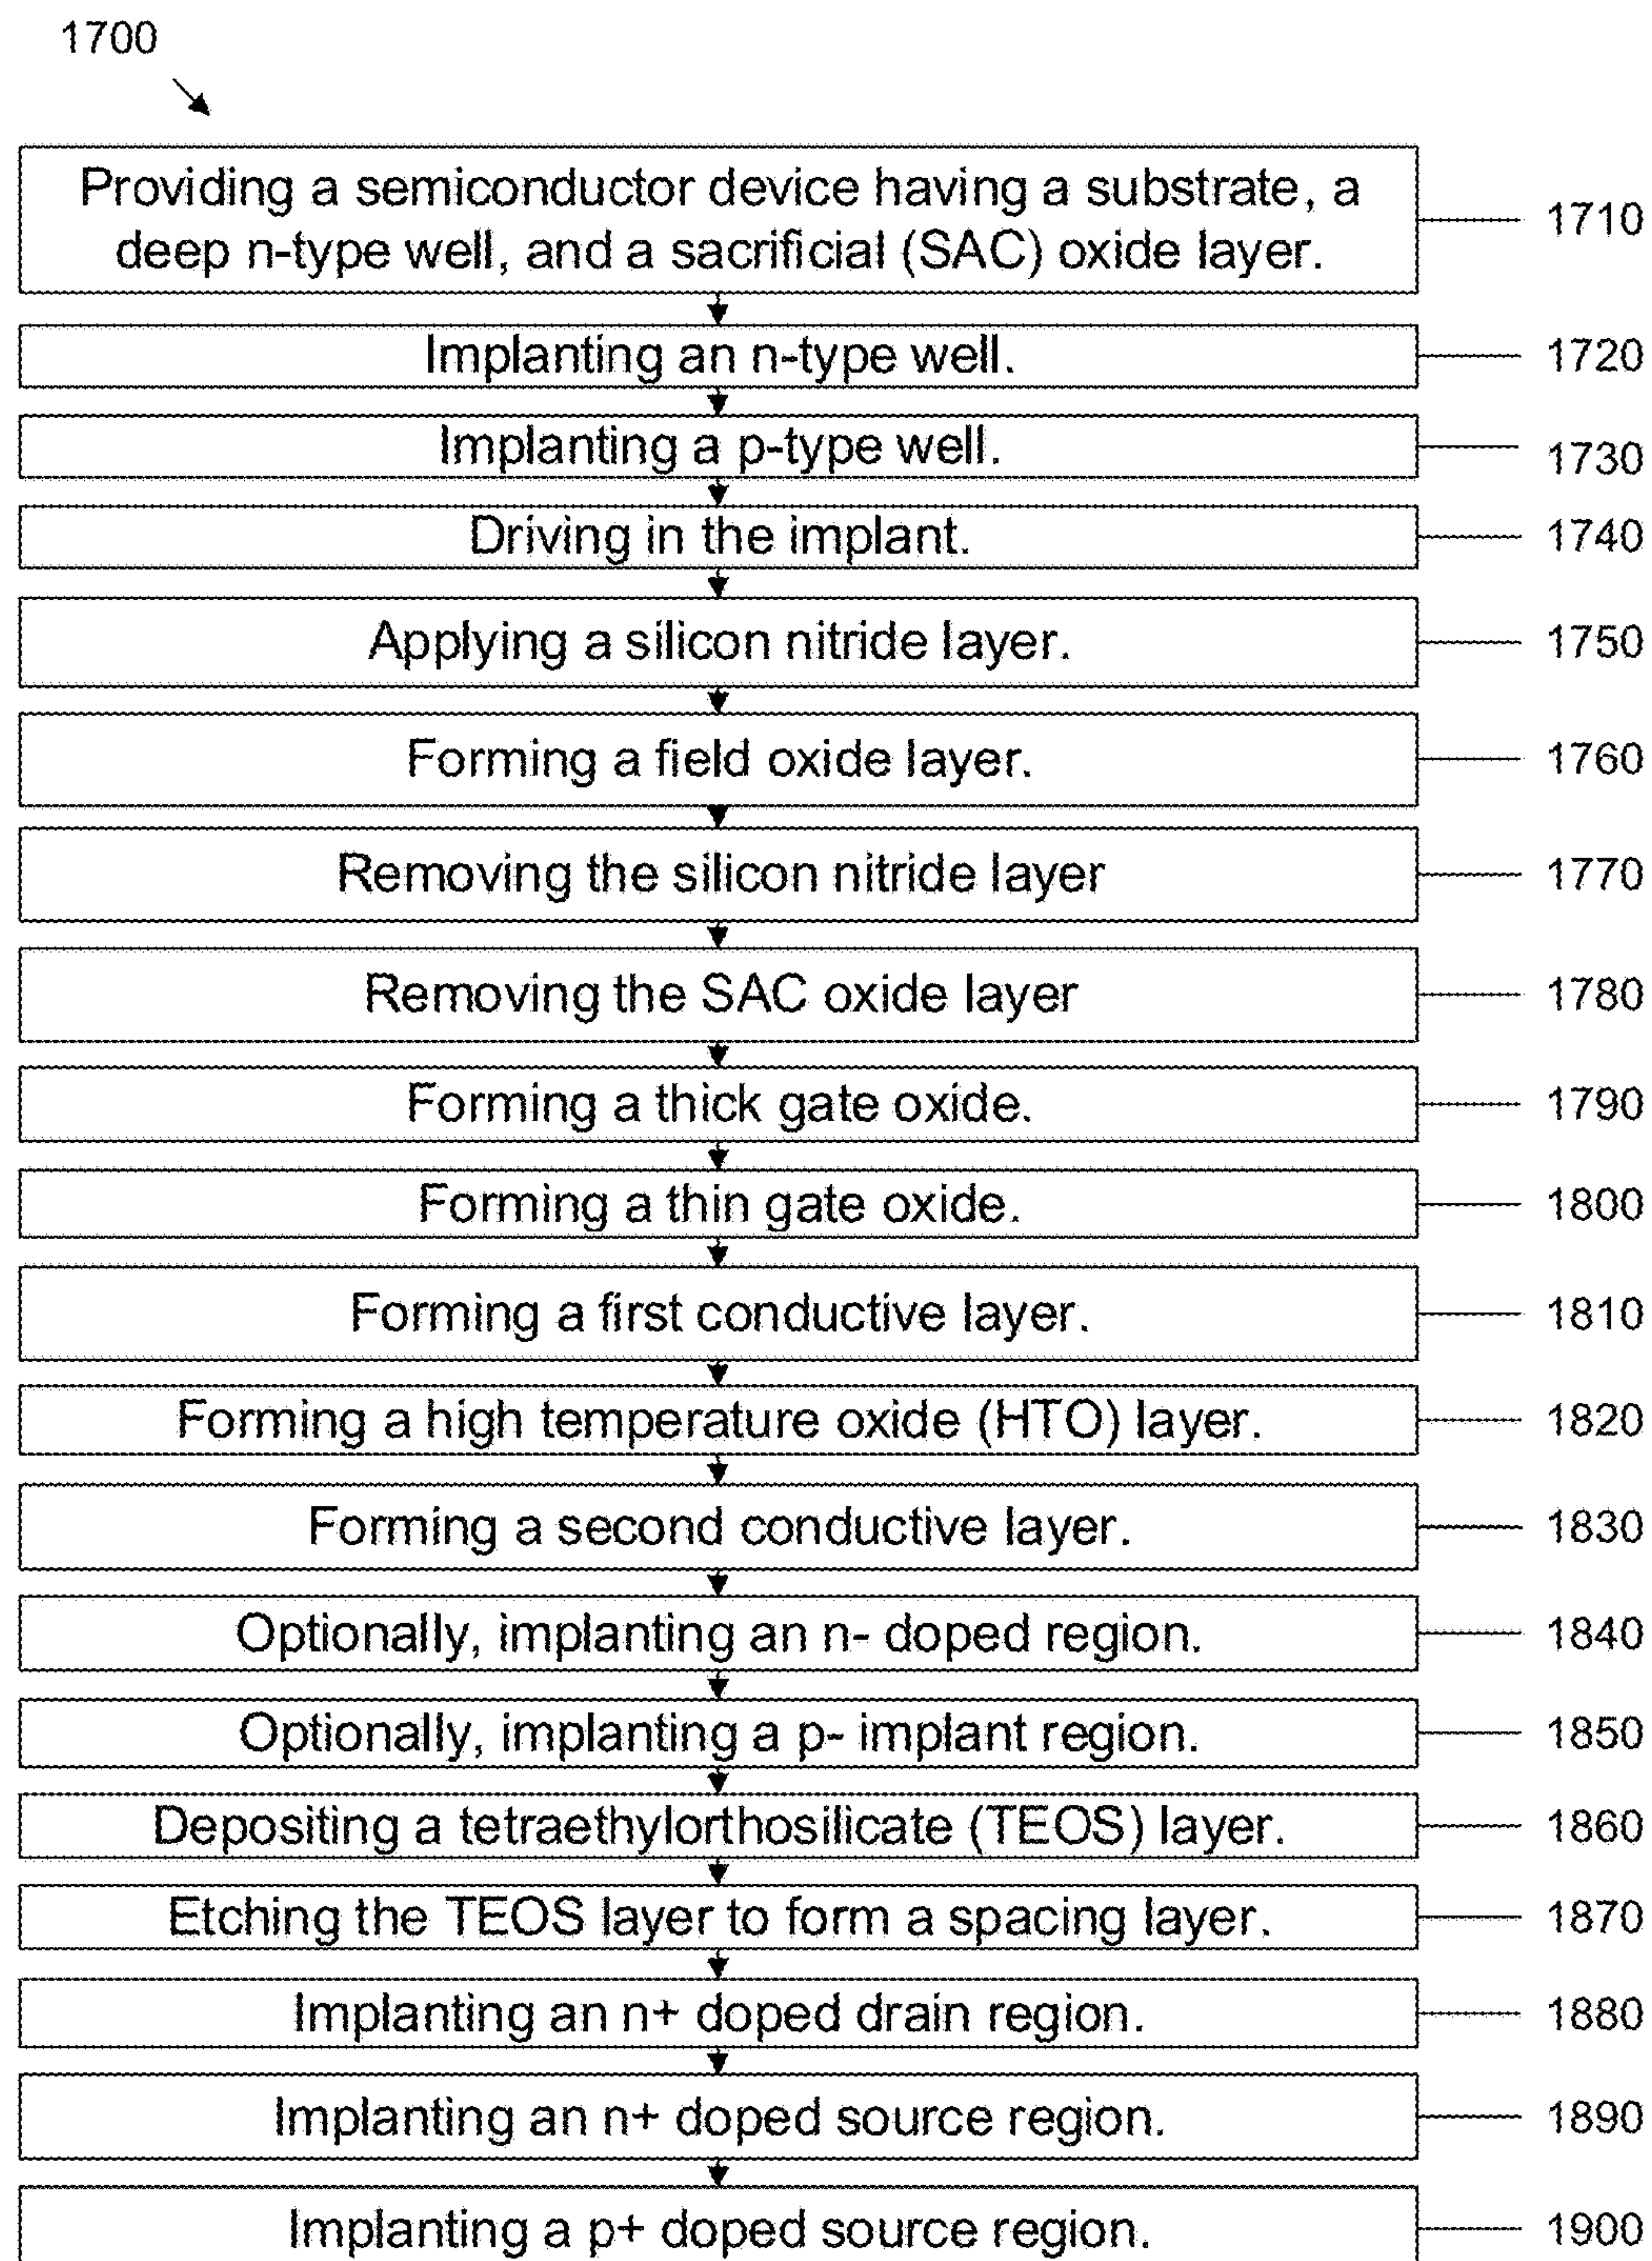 1700
Providing a semiconductor device having a substrate, a
deep n-type well, and a sacrificial (SAC) oxide layer.
1710
Implanting an n-type well.
1720
Implanting a p-type well.
1730
Driving in the implant.
1740
Applying a silicon nitride layer.
1750
Forming a field oxide layer.
1760
Removing the silicon nitride layer
1770
Removing the SAC oxide layer
1780
Forming a thick gate oxide.
1790
Forming a thin gate oxide.
1800
Forming a first conductive layer.
1810
Forming a high temperature oxide (HTO) layer.
1820
Forming a second conductive layer.
1830
Optionally, implanting an n- doped region.
1840
Optionally, implanting a p- implant region.
1850
Depositing a tetraethylorthosilicate (TEOS) layer.
1860
Etching the TEOS layer to form a spacing layer.
1870
Implanting an n+ doped drain region.
1880
Implanting an n+ doped source region.
1890
Implanting a p+ doped source region.
1900